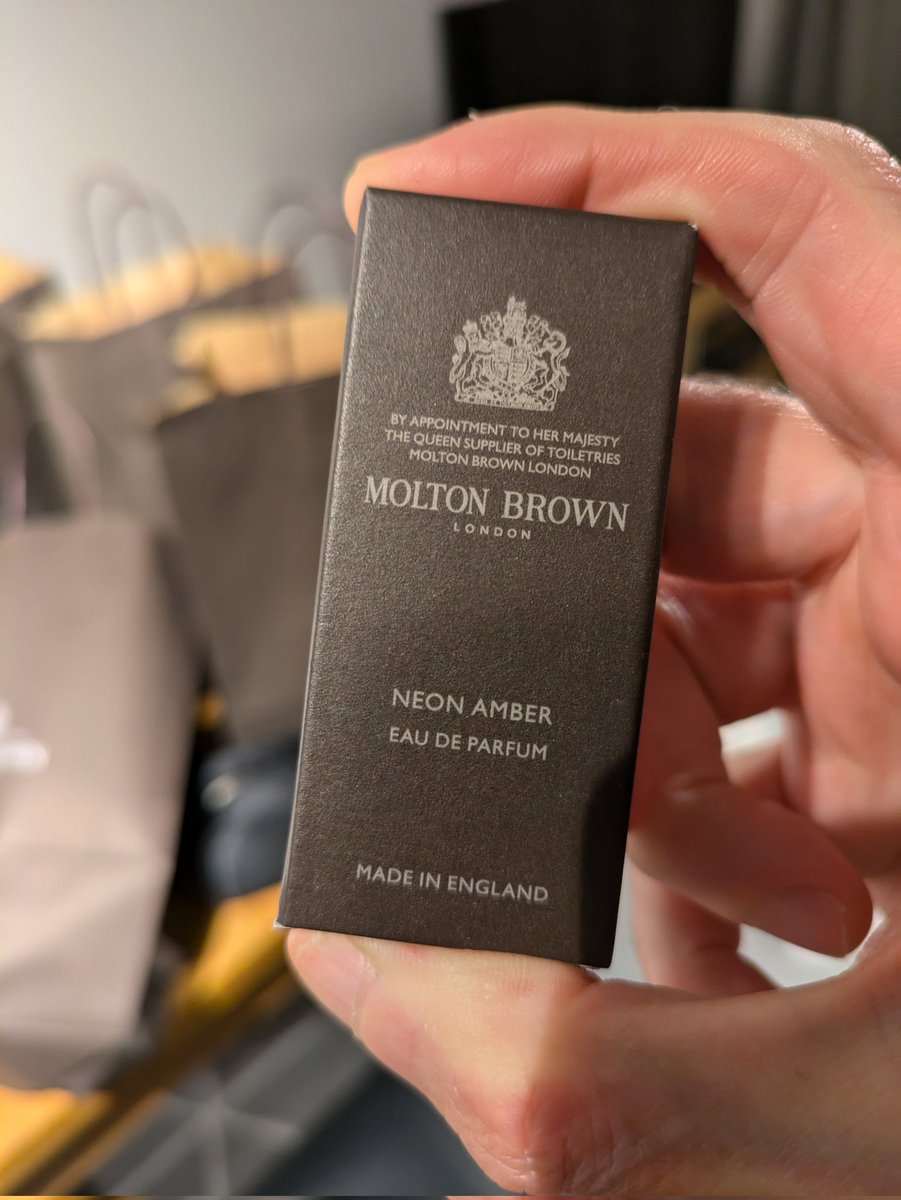 BY APPOINTMENT TO HER MAJESTY
THE QUEEN SUPPLIER OF TOILETRIES
MOLTON BROWN LONDON
MOLTON BROWN
LONDON
NEON AMBER
EAU DE PARFUM
MADE IN ENGLAND